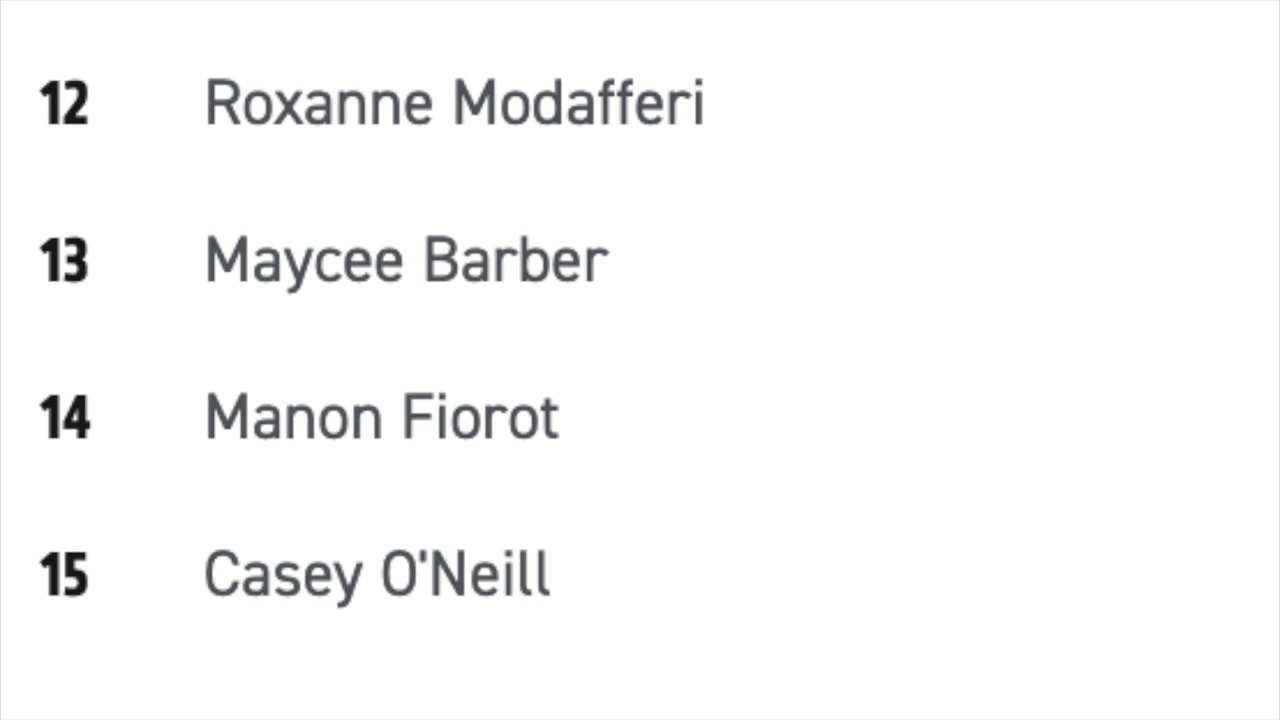 12 Roxanne Modafferi
13 Maycee Barber
14 Manon Fiorot
15 Casey O'Neill